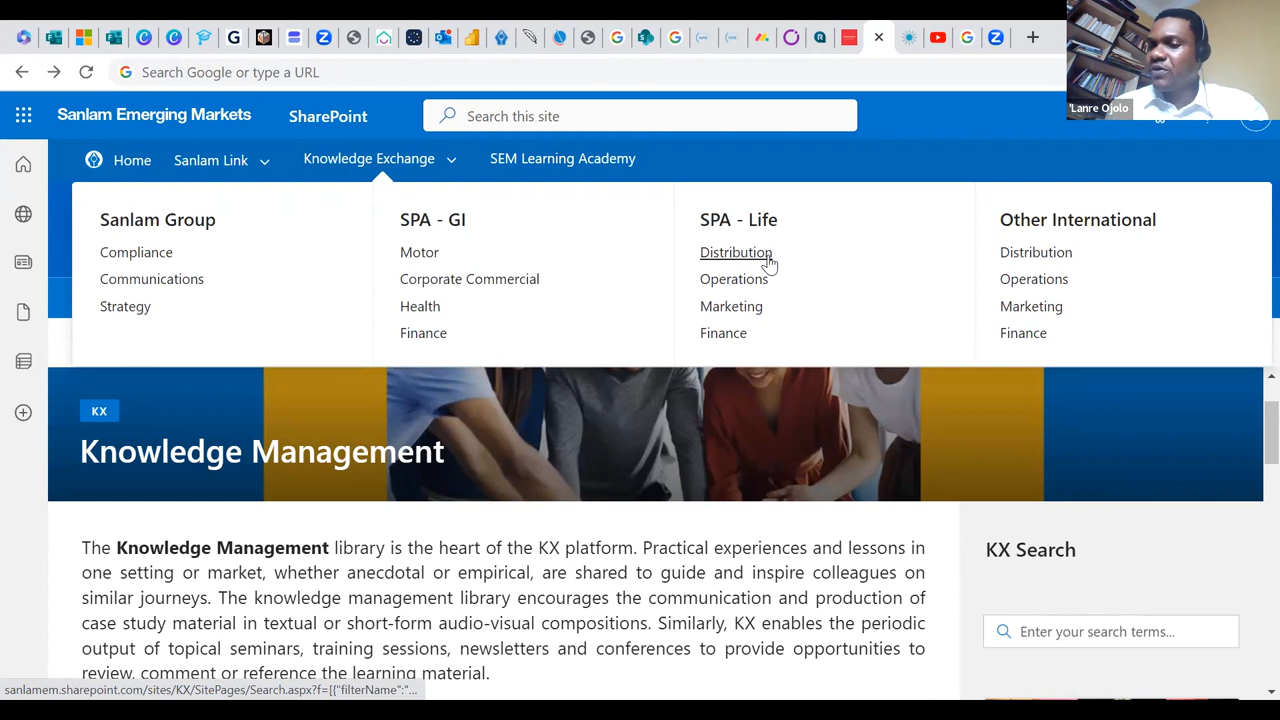 Search Google or type a URL
'Lanre Ojolo
Sanlam Emerging Markets
SharePoint
Search this site
Home
Sanlam Link
Knowledge Exchange
SEM Learning Academy
Sanlam Group
Compliance
Communications
Strategy
SPA - GI
Motor
Corporate Commercial
Health
Finance
SPA - Life
Distribution
Operations
Marketing
Finance
Other International
Distribution
Operations
Marketing
Finance
KX
Knowledge Management
The Knowledge Management library is the heart of the KX platform. Practical experiences and lessons in
one setting or market, whether anecdotal or empirical, are shared to guide and inspire colleagues on
similar journeys. The knowledge management library encourages the communication and production of
case study material in textual or short-form audio-visual compositions. Similarly, KX enables the periodic
output of topical seminars, training sessions, newsletters and conferences to provide opportunities to
review, comment or reference the learning material.
KX Search
Enter your search terms...
sanlamem.sharepoint.com/sites/KX/SitePages/Search.aspx?f=[{"filterName":"...